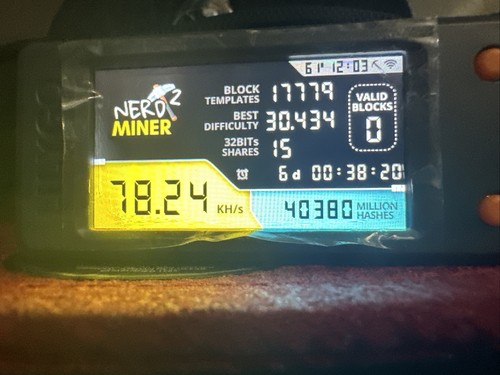 12:03
NERD 2
MINER
BLOCK
TEMPLATES 17779
BEST
DIFFICULTY 30.434
32BITs
SHARES 15
VALID
BLOCKS
0
6d 00:38:20
78.24 KH/s
40380 MILLION
HASHES